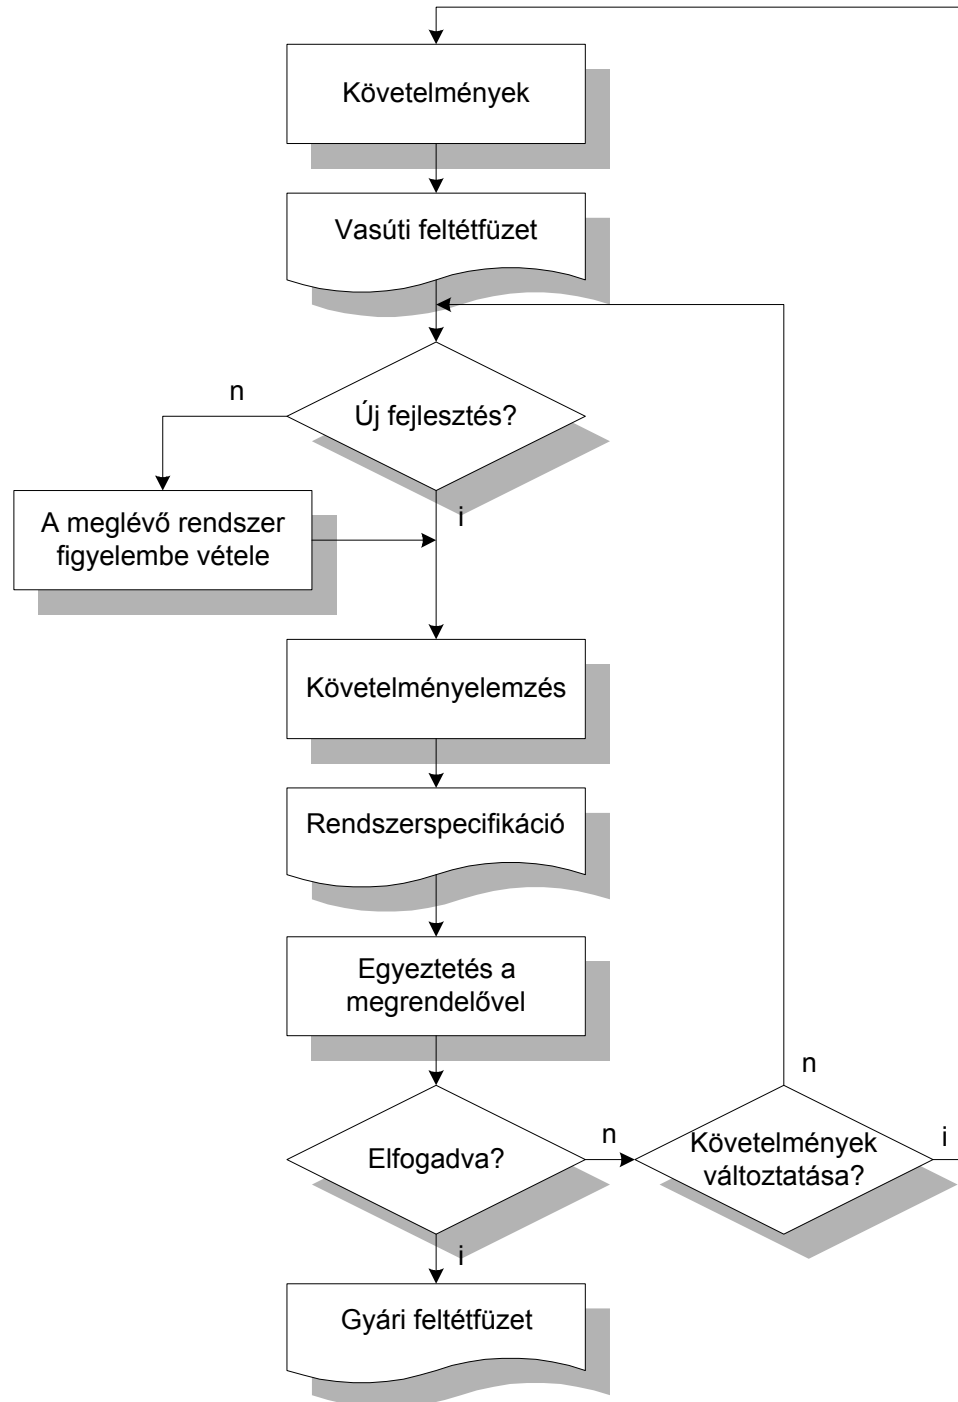 Követelmények
Vasúti feltétfüzet
n
Új fejlesztés?
i
A meglévő rendszer
figyelembe vétele
Követelményelemzés
Rendszerspecifikáció
Egyeztetés a
megrendelővel
n
Elfogadva?
n
Követelmények
változtatása?
i
i
Gyári feltétfüzet